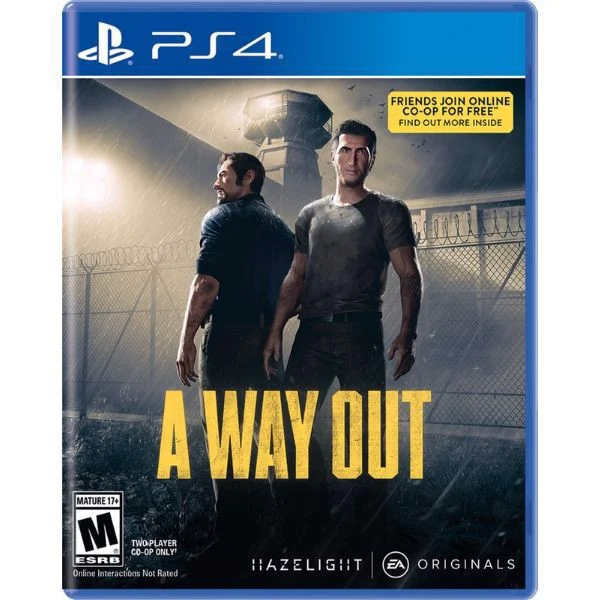 PS4
FRIENDS JOIN ONLINE
CO-OP FOR FREE™
FIND OUT MORE INSIDE
A WAY OUT
MATURE 17+
M
ESRB
TWO PLAYER
CO-OP ONLY†
Online Interactions Not Rated
HAZELIGHT
EA ORIGINALS